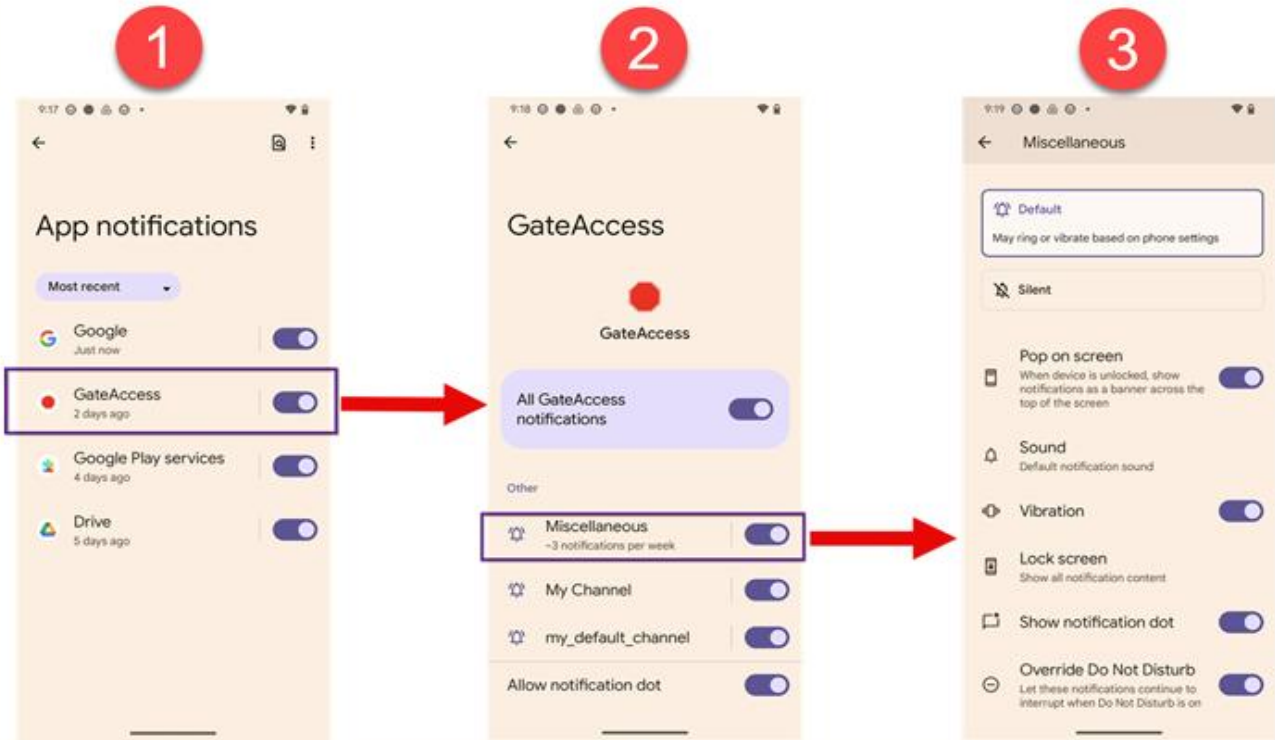 1
9:17
App notifications
Most recent
Google
Just now
GateAccess
2 days ago
Google Play services
4 days ago
Drive
5 days ago
2
9:18
GateAccess
GateAccess
All GateAccess
notifications
Other
Miscellaneous
~3 notifications per week
My Channel
my_default_channel
Allow notification dot
3
9:19
Miscellaneous
Default
May ring or vibrate based on phone settings
Silent
Pop on screen
When device is unlocked, show
notifications as a banner across the
top of the screen
Sound
Default notification sound
Vibration
Lock screen
Show all notification content
Show notification dot
Override Do Not Disturb
Let these notifications continue to
interrupt when Do Not Disturb is on